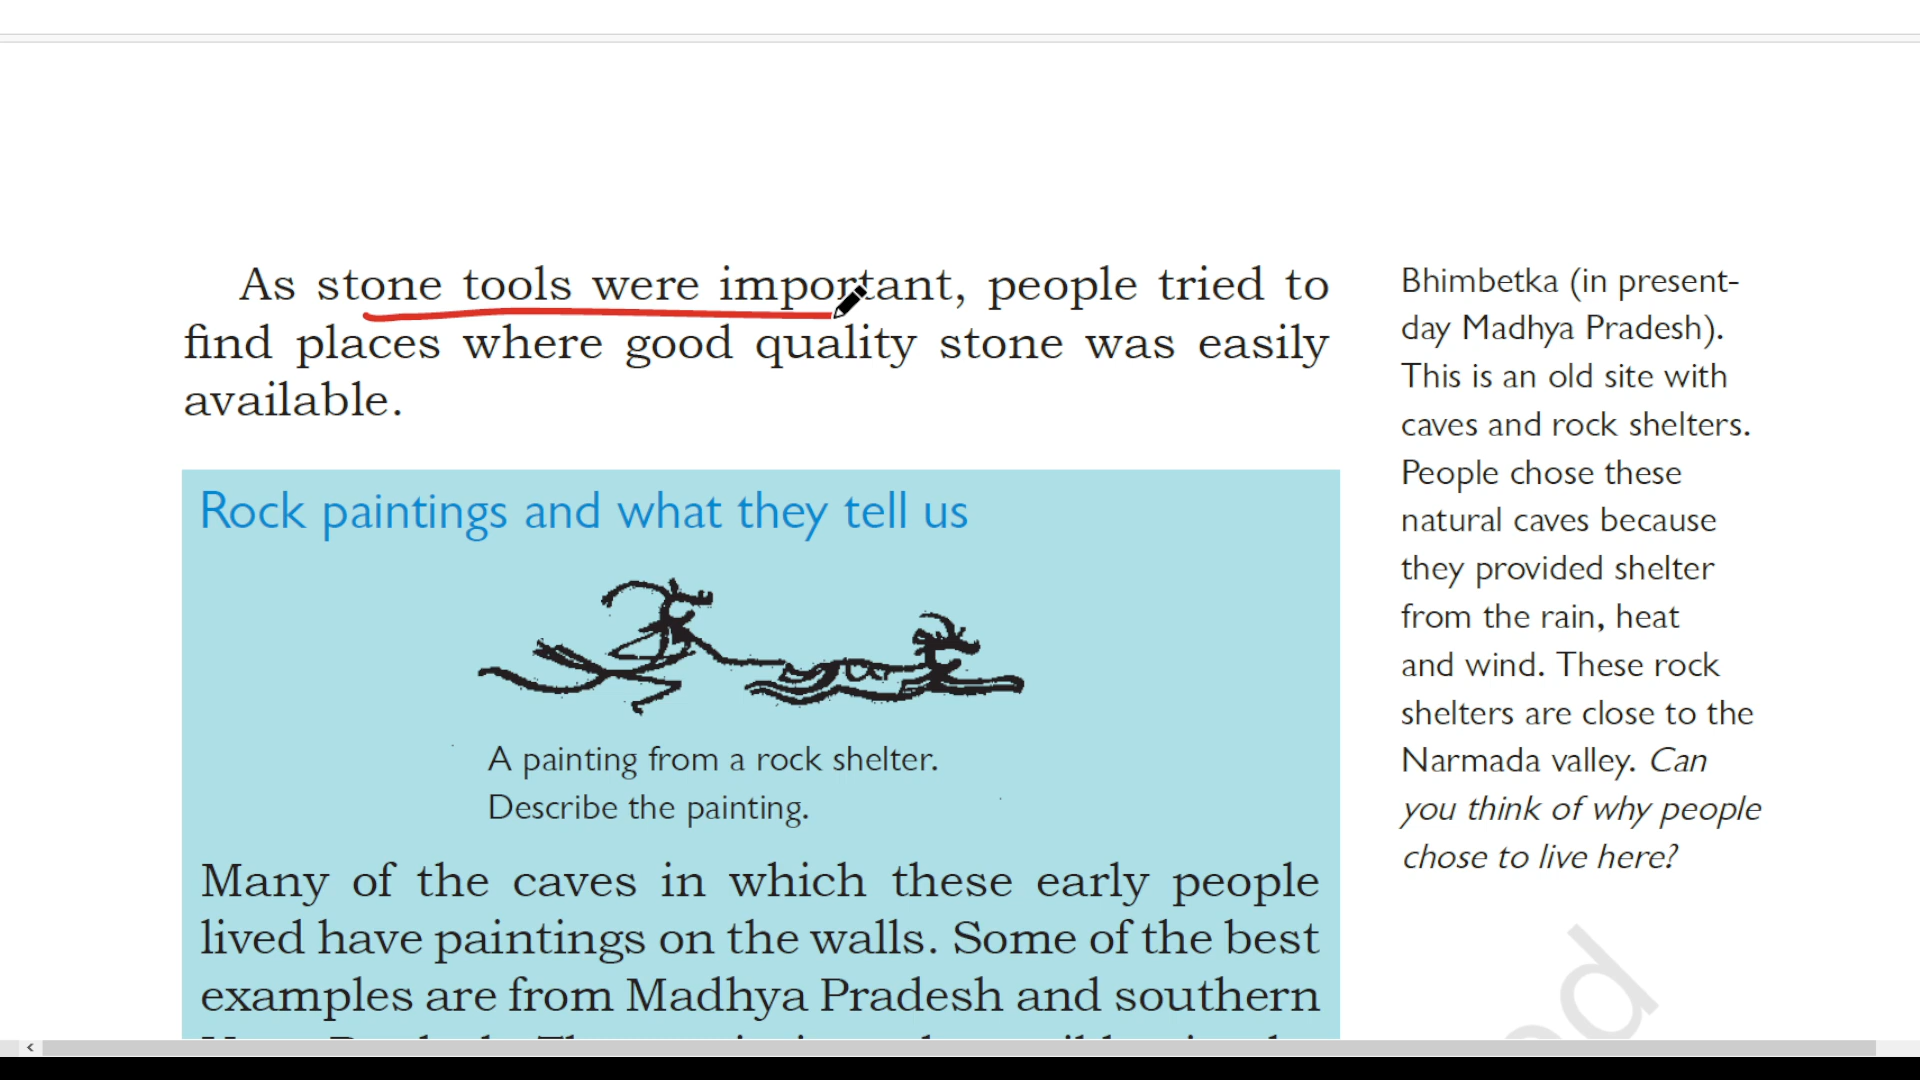 As stone tools were important, people tried to
find places where good quality stone was easily
available.
Rock paintings and what they tell us
A painting from a rock shelter.
Describe the painting.
Many of the caves in which these early people
lived have paintings on the walls. Some of the best
examples are from Madhya Pradesh and southern
Bhimbetka (in present-
day Madhya Pradesh).
This is an old site with
caves and rock shelters.
People chose these
natural caves because
they provided shelter
from the rain, heat
and wind. These rock
shelters are close to the
Narmada valley. Can
you think of why people
chose to live here?